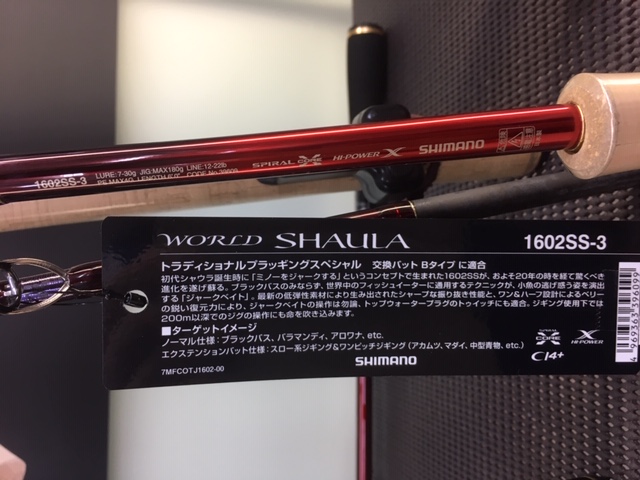 1602SS-3 LURE:7-30g JIG:MAX180g LINE:12-22lb SPIRAL X CORE HI-POWER X SHIMANO
PE MAX4.0 LENGTH 6'0"
WORLD SHAULA 1602SS-3
トラディショナルプラッギングスペシャル 交換バット Bタイプ に適合
初代シャウラ誕生時に「ミノーをジャークする」というコンセプトで生まれた1602SSが、およそ20年の時を経て驚べき
進化を遂げ蘇る。ブラックバスのみならず、世界中のフィッシュイーターに通用するテクニックが、小魚の逃げ惑う姿を演出
する「ジャークベイト」。最新の低弾性素材により生み出されたシャープな振り抜き性能と、ワン&ハーフ設計によるベリー
の鋭い復元力により、ジャークベイトの操作は勿論、トップウォータープラグのトゥイッチにも適合。ジギング使用では
200m以深でのジグの操作にも命を吹き込みます。
■ターゲットイメージ
ノーマル仕様：ブラックバス、バラマンディ、アロワナ、etc.
エクステンションバット仕様：スロー系ジギング&ワンピッチジギング（アカムツ、マダイ、中型青物、etc.）
SPIRAL X CORE X HI-POWER
SHIMANO CI4+
7MFCOTJ1602-00